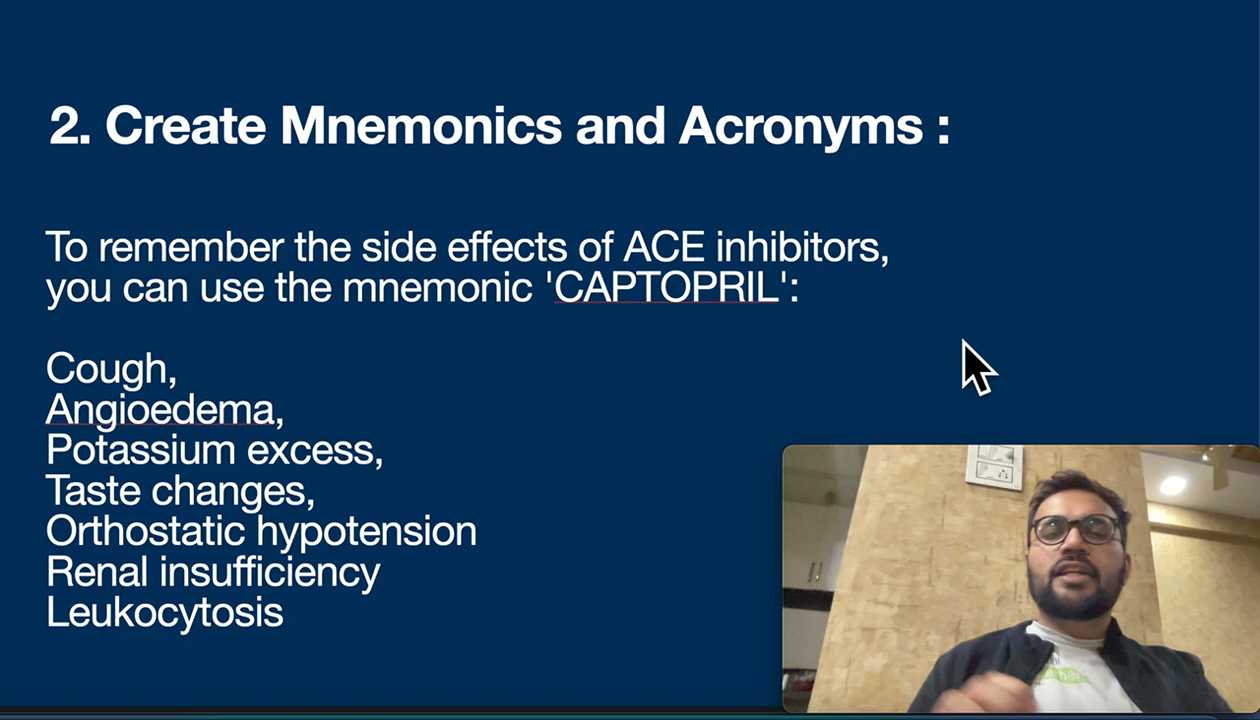 2. Create Mnemonics and Acronyms :
To remember the side effects of ACE inhibitors,
you can use the mnemonic 'CAPTOPRIL':
Cough,
Angioedema,
Potassium excess,
Taste changes,
Orthostatic hypotension
Renal insufficiency
Leukocytosis